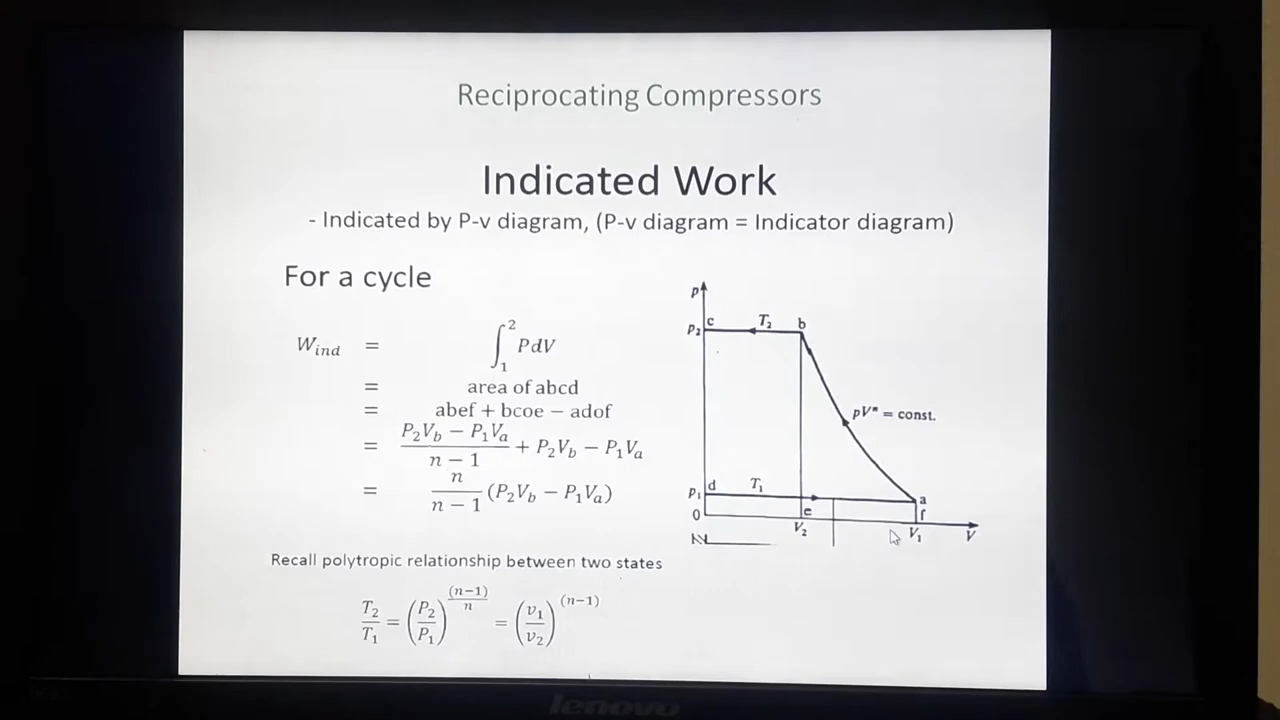 Reciprocating Compressors
Indicated Work
- Indicated by P-v diagram, (P-v diagram = Indicator diagram)
For a cycle
W_ind = ∫₁² PdV
= area of abcd
= abef + bcoe − adof
= (P₂V_b − P₁V_a)/(n − 1) + P₂V_b − P₁V_a
= n/(n − 1) (P₂V_b − P₁V_a)
p
p₂ c T₂ b
pVⁿ = const.
p₁ d T₁ a
0 e f
V₂ V₁ V
Recall polytropic relationship between two states
T₂/T₁ = (P₂/P₁)^((n−1)/n) = (v₁/v₂)^(n−1)
lenovo